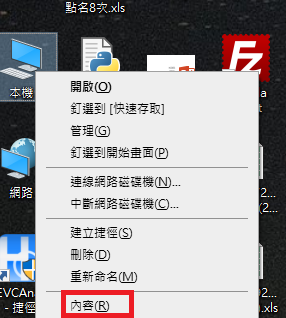 點名8次.xls
本機
開啟(O)
釘選到 [快速存取]
管理(G)
釘選到開始畫面(P)
網路
連線網路磁碟機(N)...
中斷網路磁碟機(C)...
建立捷徑(S)
刪除(D)
重新命名(M)
EVCAna
- 捷徑
內容(R)
.xls